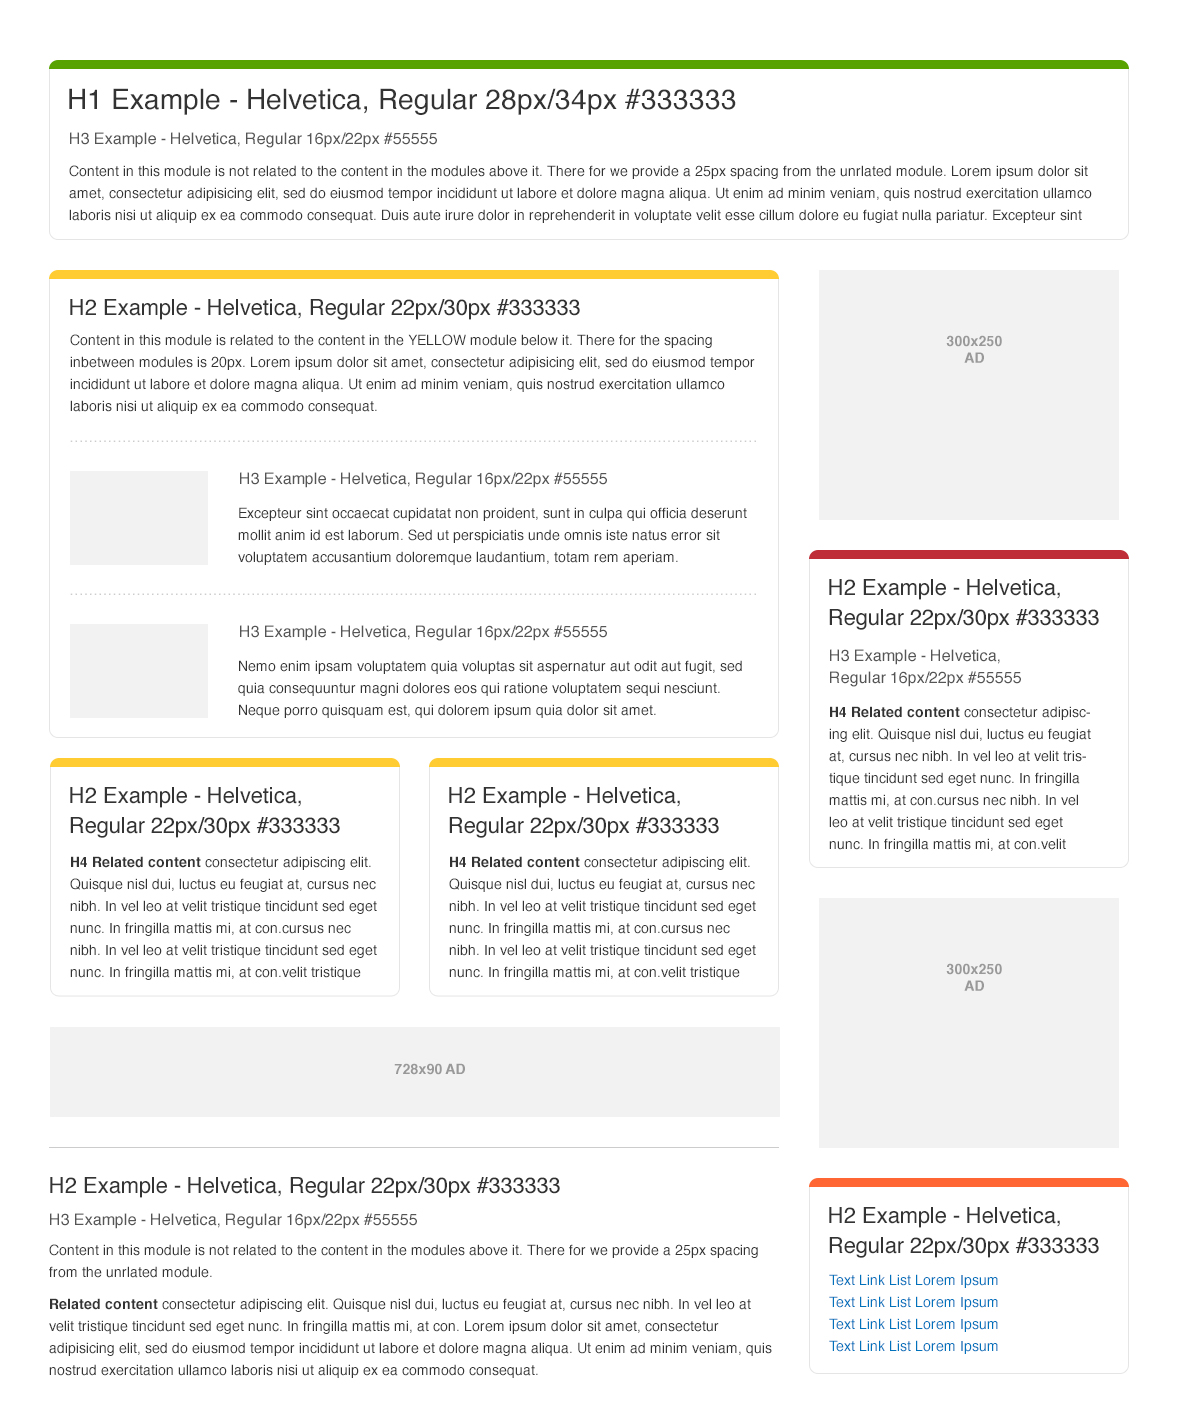 H1 Example - Helvetica, Regular 28px/34px #333333
H3 Example - Helvetica, Regular 16px/22px #55555
Content in this module is not related to the content in the modules above it. There for we provide a 25px spacing from the unrlated module. Lorem ipsum dolor sit
amet, consectetur adipisicing elit, sed do eiusmod tempor incididunt ut labore et dolore magna aliqua. Ut enim ad minim veniam, quis nostrud exercitation ullamco
laboris nisi ut aliquip ex ea commodo consequat. Duis aute irure dolor in reprehenderit in voluptate velit esse cillum dolore eu fugiat nulla pariatur. Excepteur sint
H2 Example - Helvetica, Regular 22px/30px #333333
Content in this module is related to the content in the YELLOW module below it. There for the spacing
inbetween modules is 20px. Lorem ipsum dolor sit amet, consectetur adipisicing elit, sed do eiusmod tempor
incididunt ut labore et dolore magna aliqua. Ut enim ad minim veniam, quis nostrud exercitation ullamco
laboris nisi ut aliquip ex ea commodo consequat.
H3 Example - Helvetica, Regular 16px/22px #55555
Excepteur sint occaecat cupidatat non proident, sunt in culpa qui officia deserunt
mollit anim id est laborum. Sed ut perspiciatis unde omnis iste natus error sit
voluptatem accusantium doloremque laudantium, totam rem aperiam.
H3 Example - Helvetica, Regular 16px/22px #55555
Nemo enim ipsam voluptatem quia voluptas sit aspernatur aut odit aut fugit, sed
quia consequuntur magni dolores eos qui ratione voluptatem sequi nesciunt.
Neque porro quisquam est, qui dolorem ipsum quia dolor sit amet.
H2 Example - Helvetica,
Regular 22px/30px #333333
H4 Related content consectetur adipiscing elit.
Quisque nisl dui, luctus eu feugiat at, cursus nec
nibh. In vel leo at velit tristique tincidunt sed eget
nunc. In fringilla mattis mi, at con.cursus nec
nibh. In vel leo at velit tristique tincidunt sed eget
nunc. In fringilla mattis mi, at con.velit tristique
H2 Example - Helvetica,
Regular 22px/30px #333333
H4 Related content consectetur adipiscing elit.
Quisque nisl dui, luctus eu feugiat at, cursus nec
nibh. In vel leo at velit tristique tincidunt sed eget
nunc. In fringilla mattis mi, at con.cursus nec
nibh. In vel leo at velit tristique tincidunt sed eget
nunc. In fringilla mattis mi, at con.velit tristique
728x90 AD
H2 Example - Helvetica, Regular 22px/30px #333333
H3 Example - Helvetica, Regular 16px/22px #55555
Content in this module is not related to the content in the modules above it. There for we provide a 25px spacing
from the unrlated module.
Related content consectetur adipiscing elit. Quisque nisl dui, luctus eu feugiat at, cursus nec nibh. In vel leo at
velit tristique tincidunt sed eget nunc. In fringilla mattis mi, at con. Lorem ipsum dolor sit amet, consectetur
adipisicing elit, sed do eiusmod tempor incididunt ut labore et dolore magna aliqua. Ut enim ad minim veniam, quis
nostrud exercitation ullamco laboris nisi ut aliquip ex ea commodo consequat.
300x250
AD
H2 Example - Helvetica,
Regular 22px/30px #333333
H3 Example - Helvetica,
Regular 16px/22px #55555
H4 Related content consectetur adipisc-
ing elit. Quisque nisl dui, luctus eu feugiat
at, cursus nec nibh. In vel leo at velit tris-
tique tincidunt sed eget nunc. In fringilla
mattis mi, at con.cursus nec nibh. In vel
leo at velit tristique tincidunt sed eget
nunc. In fringilla mattis mi, at con.velit
300x250
AD
H2 Example - Helvetica,
Regular 22px/30px #333333
Text Link List Lorem Ipsum
Text Link List Lorem Ipsum
Text Link List Lorem Ipsum
Text Link List Lorem Ipsum